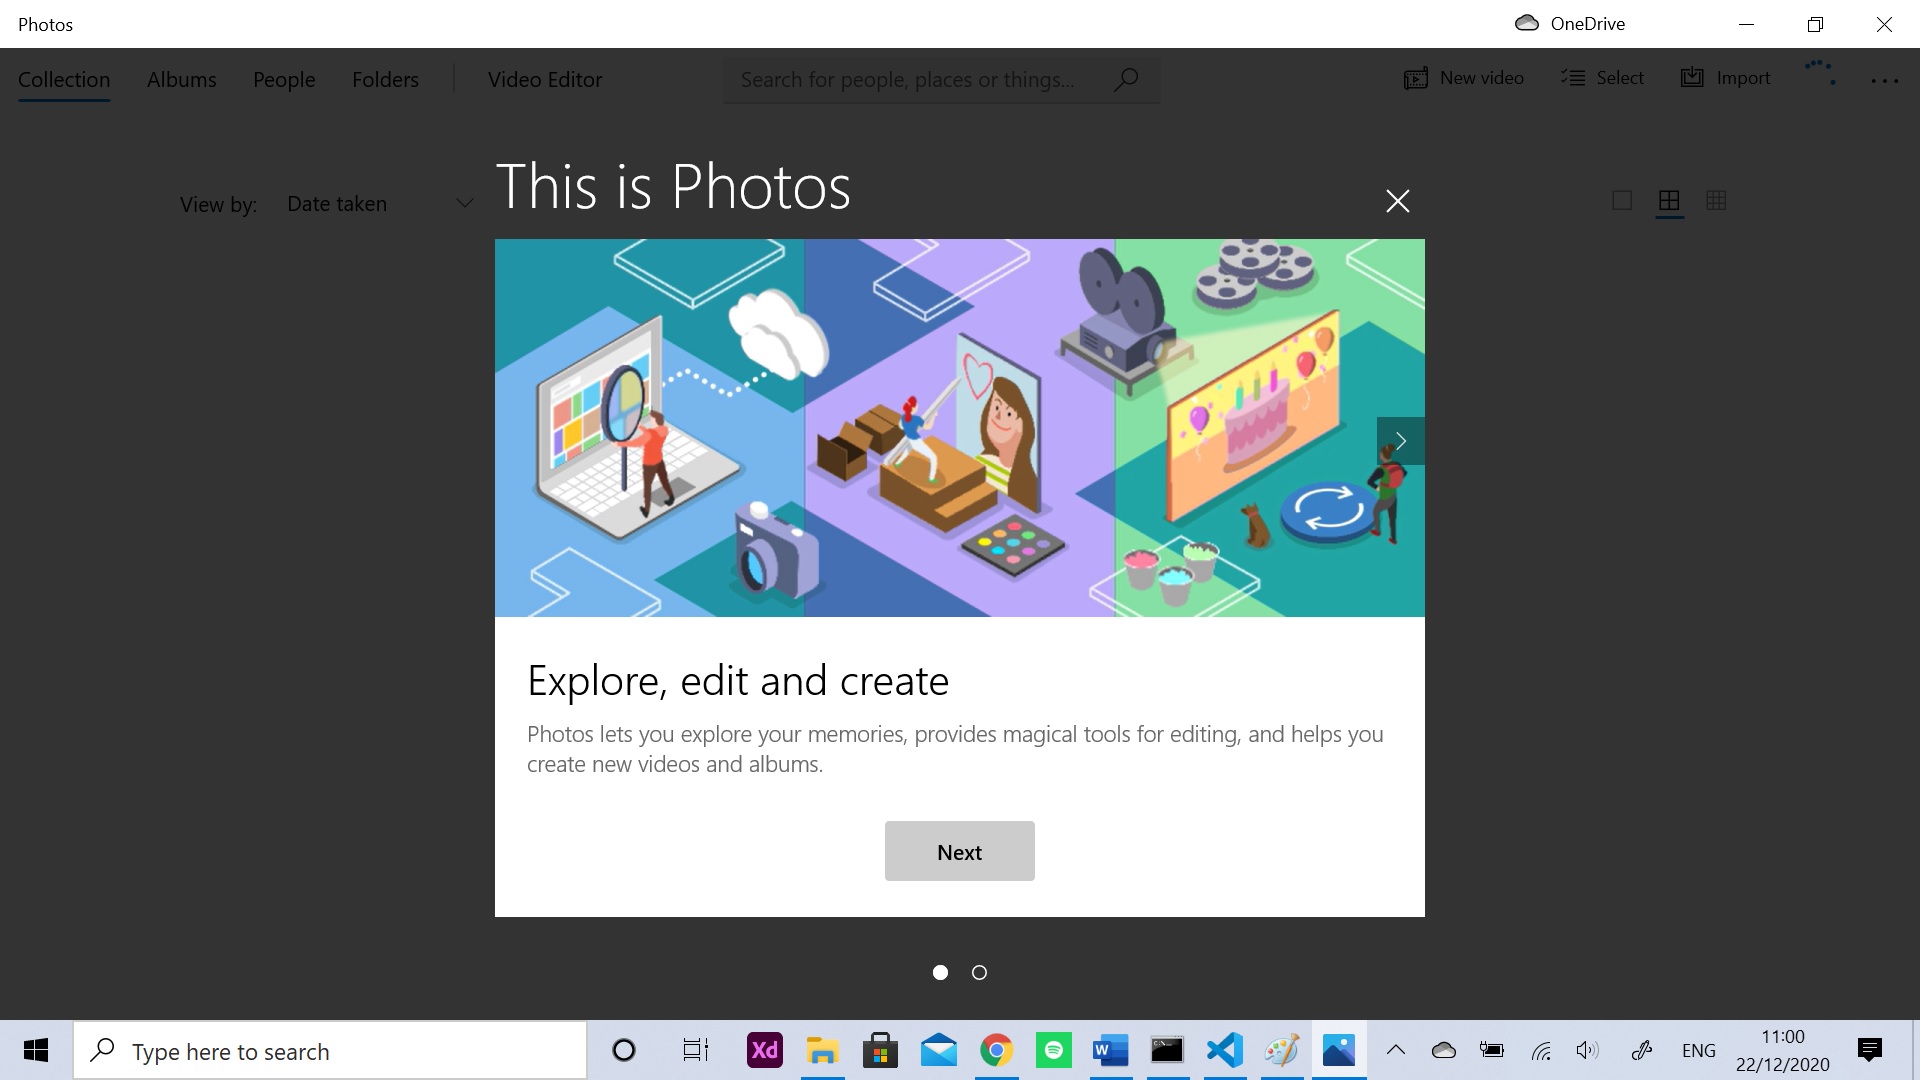 Photos
OneDrive
Collection
Albums
People
Folders
Video Editor
Search for people, places or things...
New video
Select
Import
This is Photos
View by:
Date taken
Explore, edit and create
Photos lets you explore your memories, provides magical tools for editing, and helps you
create new videos and albums.
Next
Type here to search
Xd
W
C:\
ENG
11:00
22/12/2020